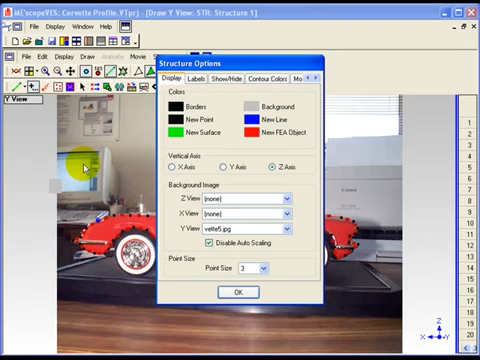 ME'scopeVES: Corvette Profile.VTprj - [Draw Y View: STR: Structure 1]
File Edit Display Draw Animate Movie
Y View
Structure Options
Display Labels Show/Hide Contour Colors Mo
Colors
Borders Background
New Point New Line
New Surface New FEA Object
Vertical Axis
X Axis Y Axis Z Axis
Background Image
Z View (none)
X View (none)
Y View vette5.jpg
Disable Auto Scaling
Point Size
Point Size 3
OK
1
2
3
4
5
6
7
8
9
10
11
12
13
14
15
16
17
18
19
20
Z
X Y